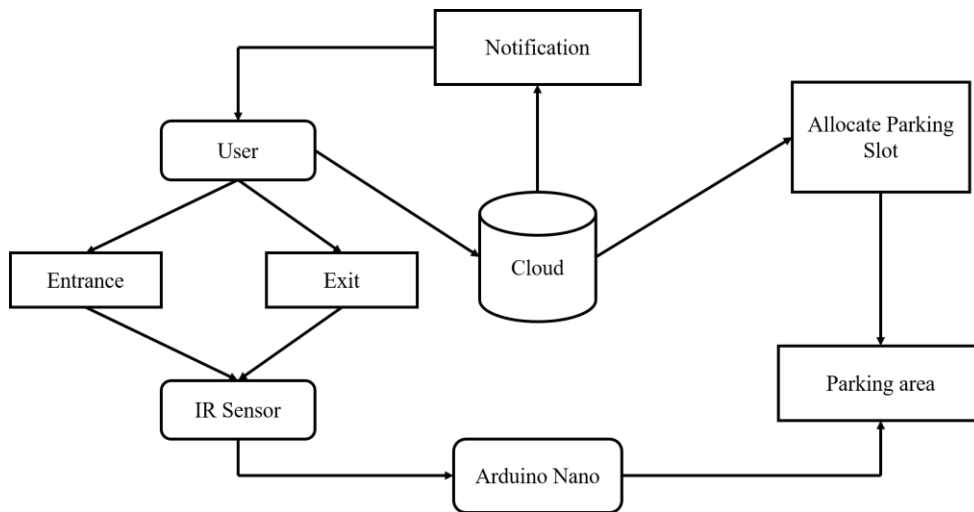 Notification
Allocate Parking
Slot
User
Cloud
Entrance
Exit
Parking area
IR Sensor
Arduino Nano